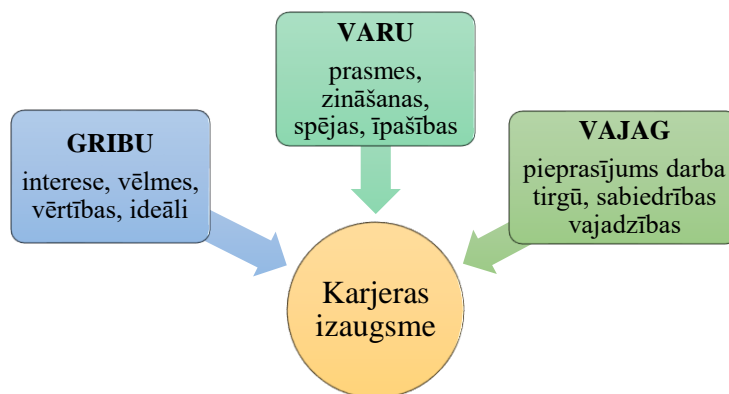 GRIBU
interese, vēlmes,
vērtības, ideāli
VARU
prasmes,
zināšanas,
spējas, īpašības
VAJAG
pieprasījums darba
tirgū, sabiedrības
vajadzības
Karjeras
izaugsme